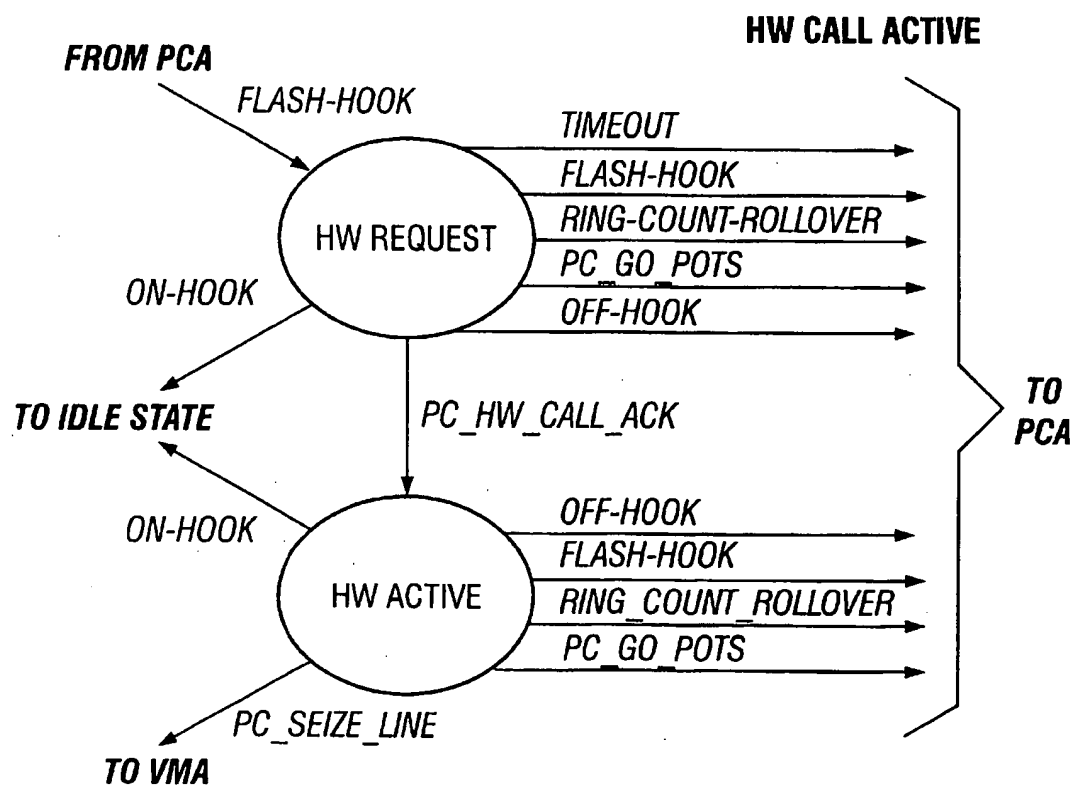 HW CALL ACTIVE
FROM PCA
FLASH-HOOK
TIMEOUT
FLASH-HOOK
RING-COUNT-ROLLOVER
PC_GO_POTS
OFF-HOOK
HW REQUEST
ON-HOOK
TO IDLE STATE
PC_HW_CALL_ACK
TO
PCA
ON-HOOK
OFF-HOOK
FLASH-HOOK
RING_COUNT_ROLLOVER
PC_GO_POTS
HW ACTIVE
PC_SEIZE_LINE
TO VMA